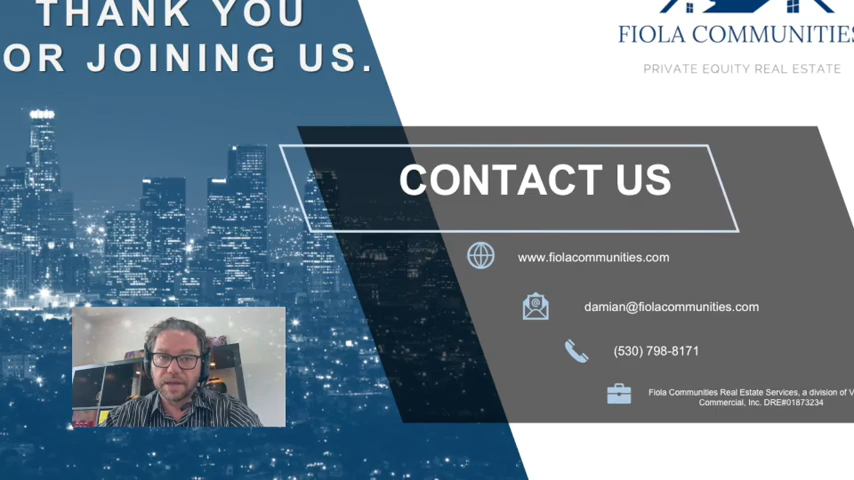 THANK YOU
OR JOINING US.
FIOLA COMMUNITIES
PRIVATE EQUITY REAL ESTATE
CONTACT US
www.fiolacommunities.com
damian@fiolacommunities.com
(530) 798-8171
Fiola Communities Real Estate Services, a division of V
Commercial, Inc. DRE#01873234